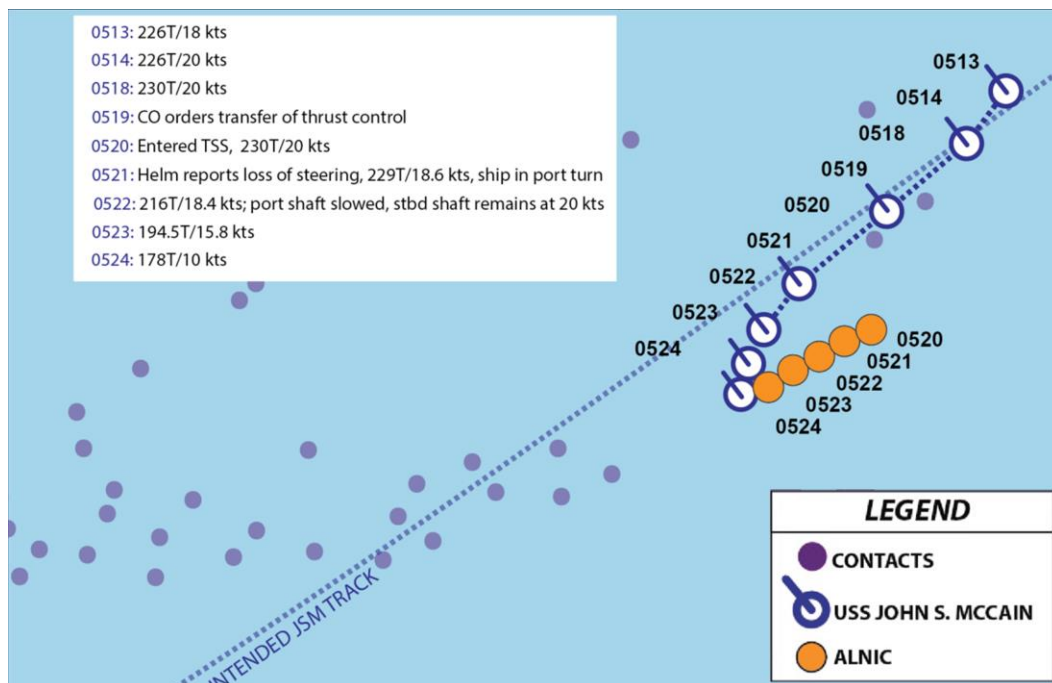 0513: 226T/18 kts
0514: 226T/20 kts
0518: 230T/20 kts
0519: CO orders transfer of thrust control
0520: Entered TSS, 230T/20 kts
0521: Helm reports loss of steering, 229T/18.6 kts, ship in port turn
0522: 216T/18.4 kts; port shaft slowed, stbd shaft remains at 20 kts
0523: 194.5T/15.8 kts
0524: 178T/10 kts
0513
0514
0518
0519
0520
0521
0522
0523
0524
0520
0521
0522
0523
0524
INTENDED JSM TRACK
LEGEND
CONTACTS
USS JOHN S. MCCAIN
ALNIC